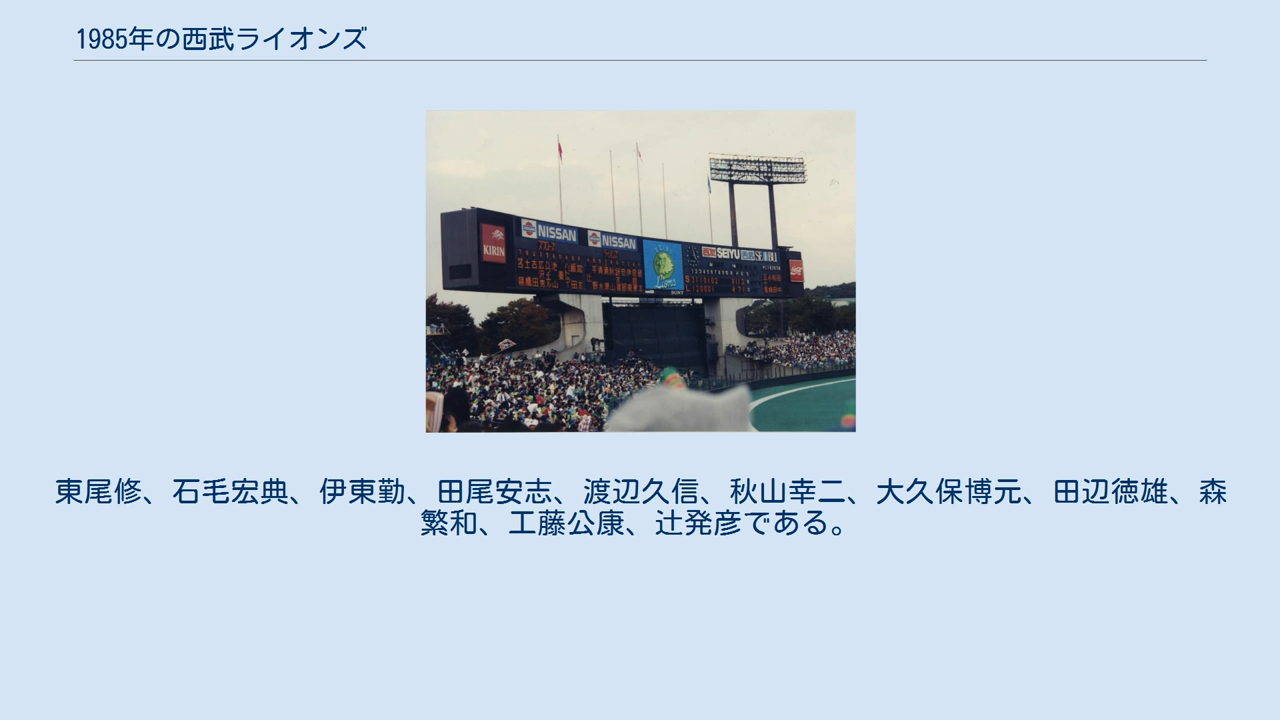 1985年の西武ライオンズ
KIRIN
NISSAN
NISSAN
SEIYU
Lions
SONY
東尾修、石毛宏典、伊東勤、田尾安志、渡辺久信、秋山幸二、大久保博元、田辺徳雄、森
繁和、工藤公康、辻発彦である。